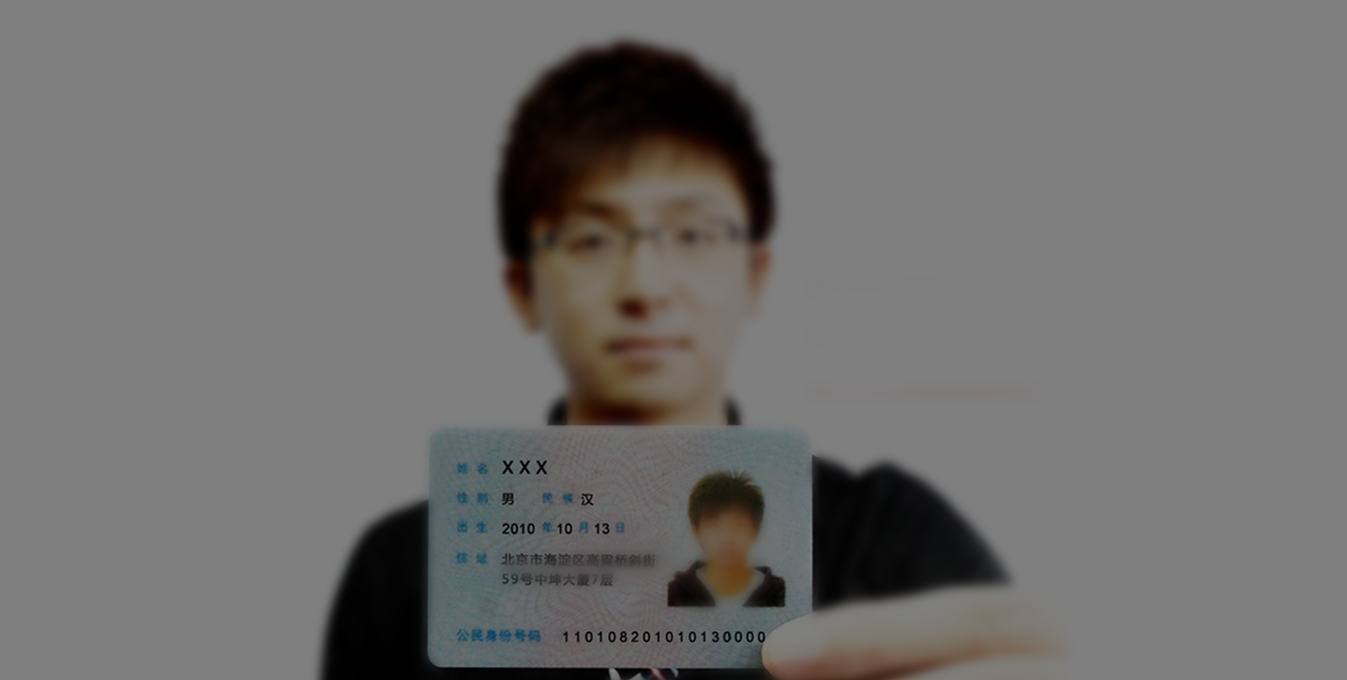 姓名 XXX
性别 男 民族 汉
出生 2010 年 10 月 13 日
住址 北京市海淀区高梁桥斜街
59号中坤大厦7层
公民身份号码 110108201010130000